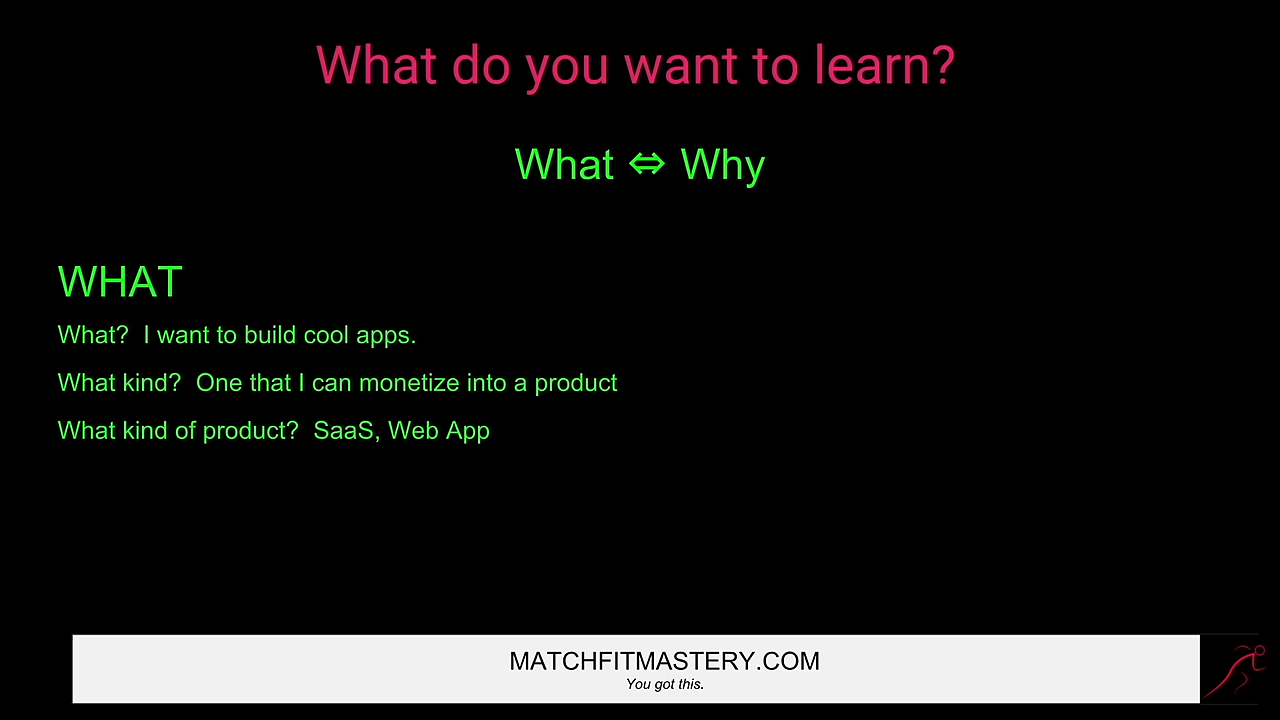 What do you want to learn?
What ⇔ Why
WHAT
What? I want to build cool apps.
What kind? One that I can monetize into a product
What kind of product? SaaS, Web App
MATCHFITMASTERY.COM
You got this.